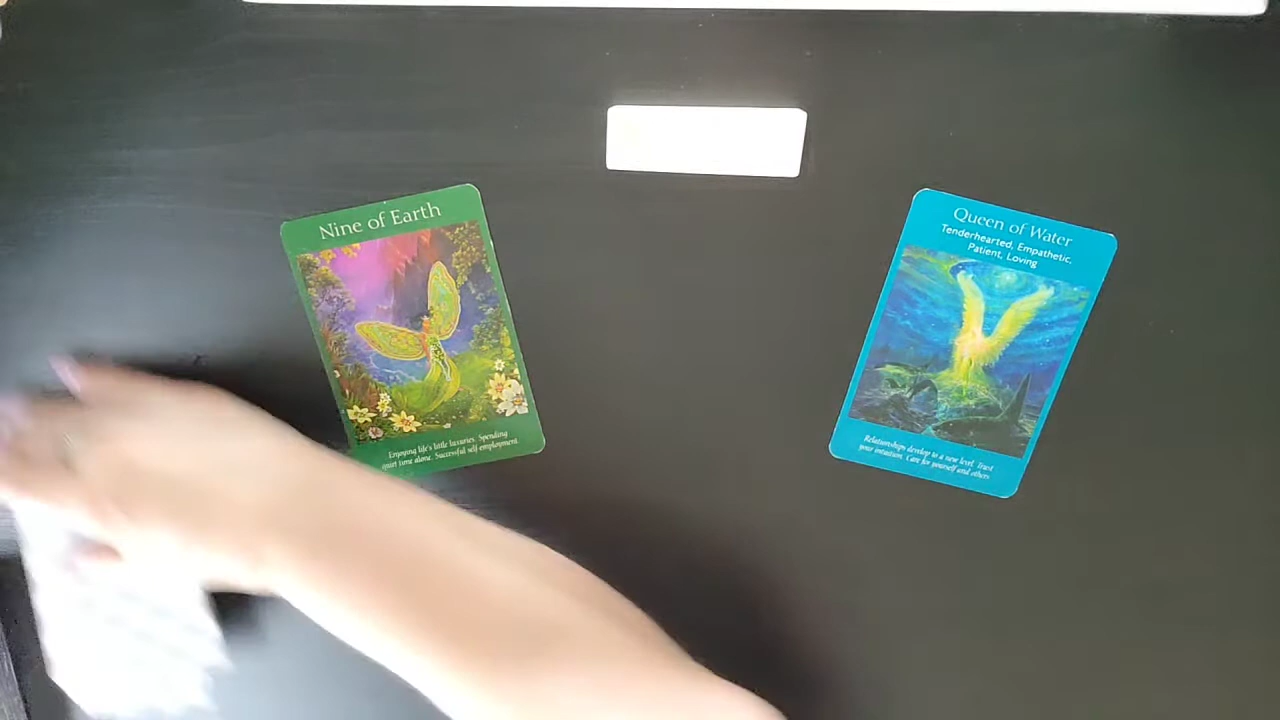 Nine of Earth
Enjoying life's little luxuries. Spending
quiet time alone. Successful self-employment.
Queen of Water
Tenderhearted, Empathetic,
Patient, Loving
Relationships develop to a new level. Trust
your intuition. Care for yourself and others.